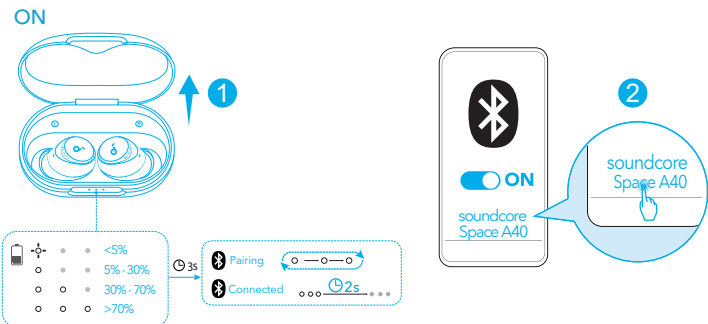 ON
1
<5%
5% - 30%
30% - 70%
>70%
3s
Pairing
Connected
2s
ON
soundcore
Space A40
2
soundcore
Space A40